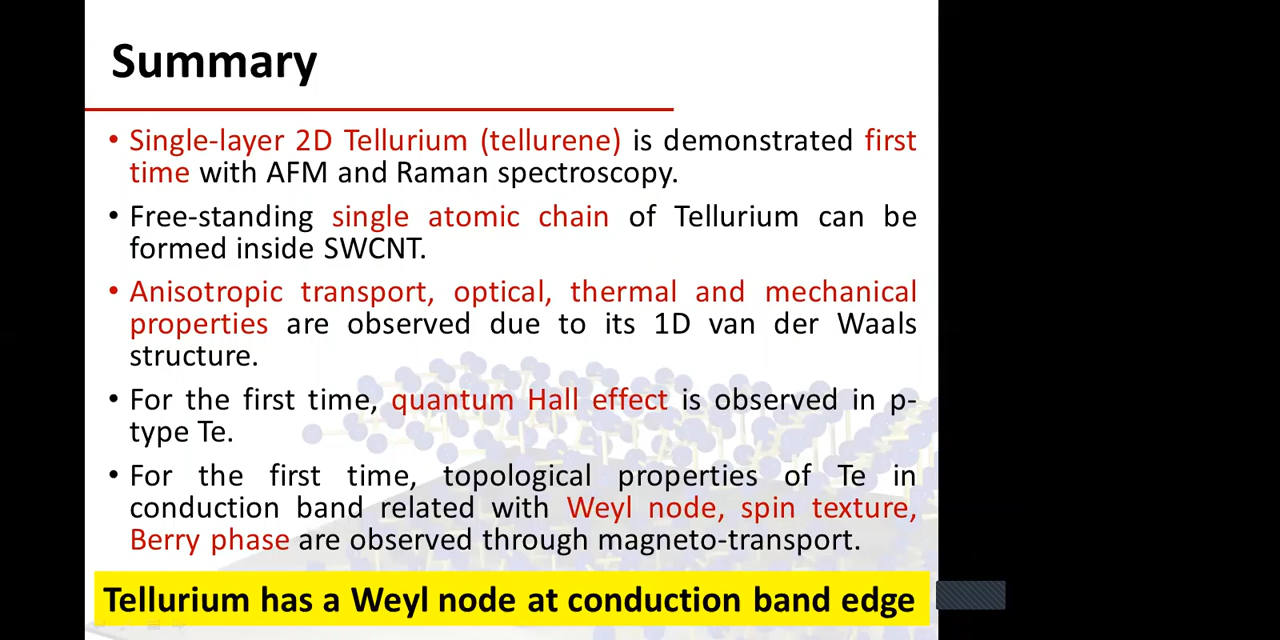 Summary
• Single-layer 2D Tellurium (tellurene) is demonstrated first
time with AFM and Raman spectroscopy.
• Free-standing single atomic chain of Tellurium can be
formed inside SWCNT.
• Anisotropic transport, optical, thermal and mechanical
properties are observed due to its 1D van der Waals
structure.
• For the first time, quantum Hall effect is observed in p-
type Te.
• For the first time, topological properties of Te in
conduction band related with Weyl node, spin texture,
Berry phase are observed through magneto-transport.
Tellurium has a Weyl node at conduction band edge